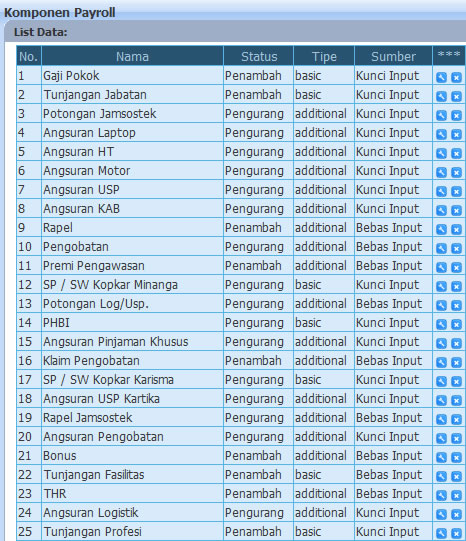 Komponen Payroll
List Data:
No. Nama Status Tipe Sumber ***
1 Gaji Pokok Penambah basic Kunci Input
2 Tunjangan Jabatan Penambah basic Kunci Input
3 Potongan Jamsostek Pengurang additional Kunci Input
4 Angsuran Laptop Pengurang additional Kunci Input
5 Angsuran HT Pengurang additional Kunci Input
6 Angsuran Motor Pengurang additional Kunci Input
7 Angsuran USP Pengurang additional Kunci Input
8 Angsuran KAB Pengurang additional Kunci Input
9 Rapel Penambah additional Bebas Input
10 Pengobatan Pengurang additional Bebas Input
11 Premi Pengawasan Penambah additional Bebas Input
12 SP / SW Kopkar Minanga Pengurang basic Kunci Input
13 Potongan Log/Usp. Pengurang additional Bebas Input
14 PHBI Pengurang basic Kunci Input
15 Angsuran Pinjaman Khusus Pengurang additional Kunci Input
16 Klaim Pengobatan Penambah additional Bebas Input
17 SP / SW Kopkar Karisma Pengurang basic Kunci Input
18 Angsuran USP Kartika Pengurang additional Kunci Input
19 Rapel Jamsostek Pengurang additional Bebas Input
20 Angsuran Pengobatan Pengurang additional Kunci Input
21 Bonus Penambah additional Bebas Input
22 Tunjangan Fasilitas Penambah basic Bebas Input
23 THR Penambah additional Bebas Input
24 Angsuran Logistik Pengurang additional Kunci Input
25 Tunjangan Profesi Penambah basic Kunci Input